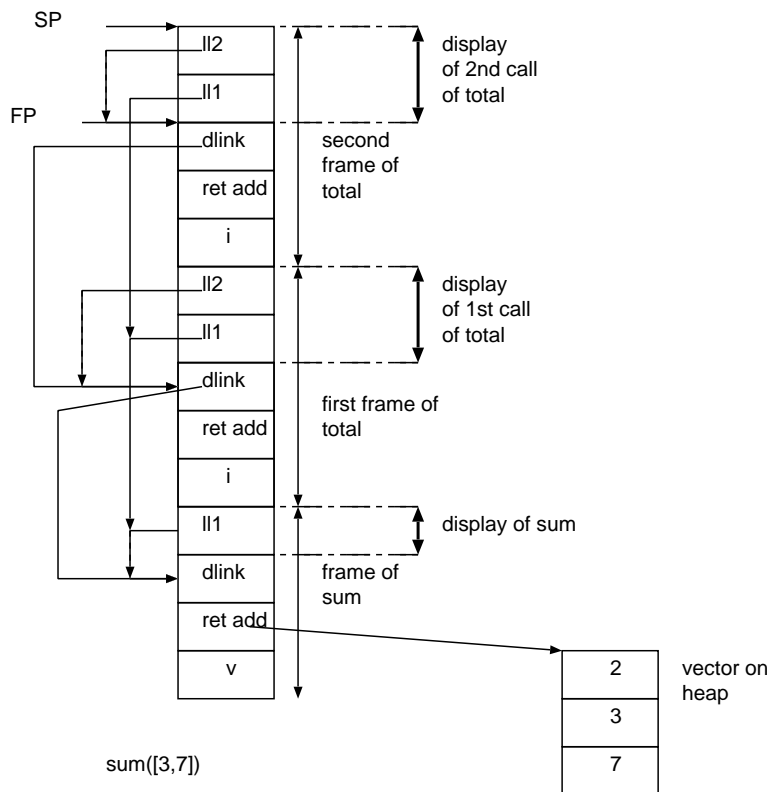 SP
ll2
display
of 2nd call
of total
ll1
FP
dlink
second
frame of
total
ret add
i
ll2
display
of 1st call
of total
ll1
dlink
first frame of
total
ret add
i
ll1
display of sum
dlink
frame of
sum
ret add
v
2
vector on
heap
3
7
sum([3,7])